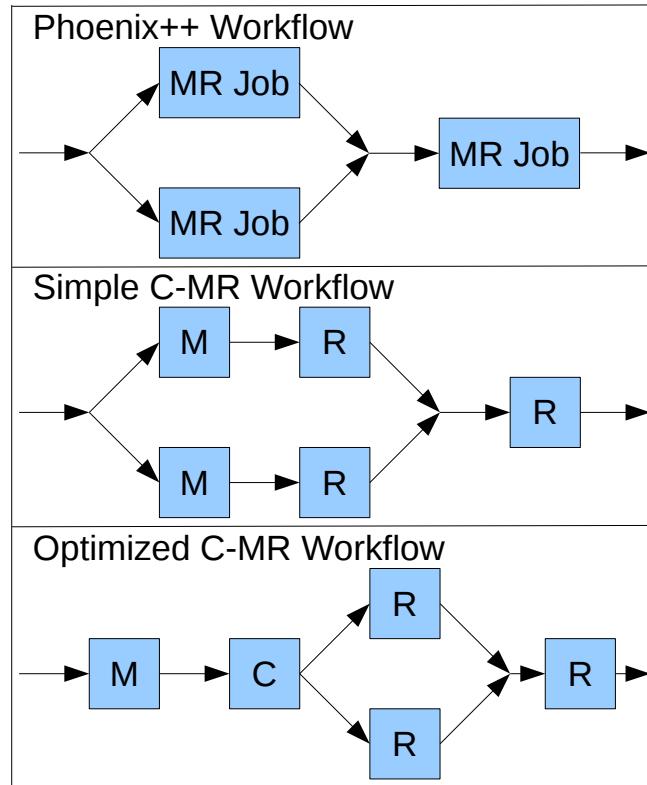 Phoenix++ Workflow
MR Job
MR Job
MR Job
Simple C-MR Workflow
M R
R
M R
Optimized C-MR Workflow
R
M C R
R